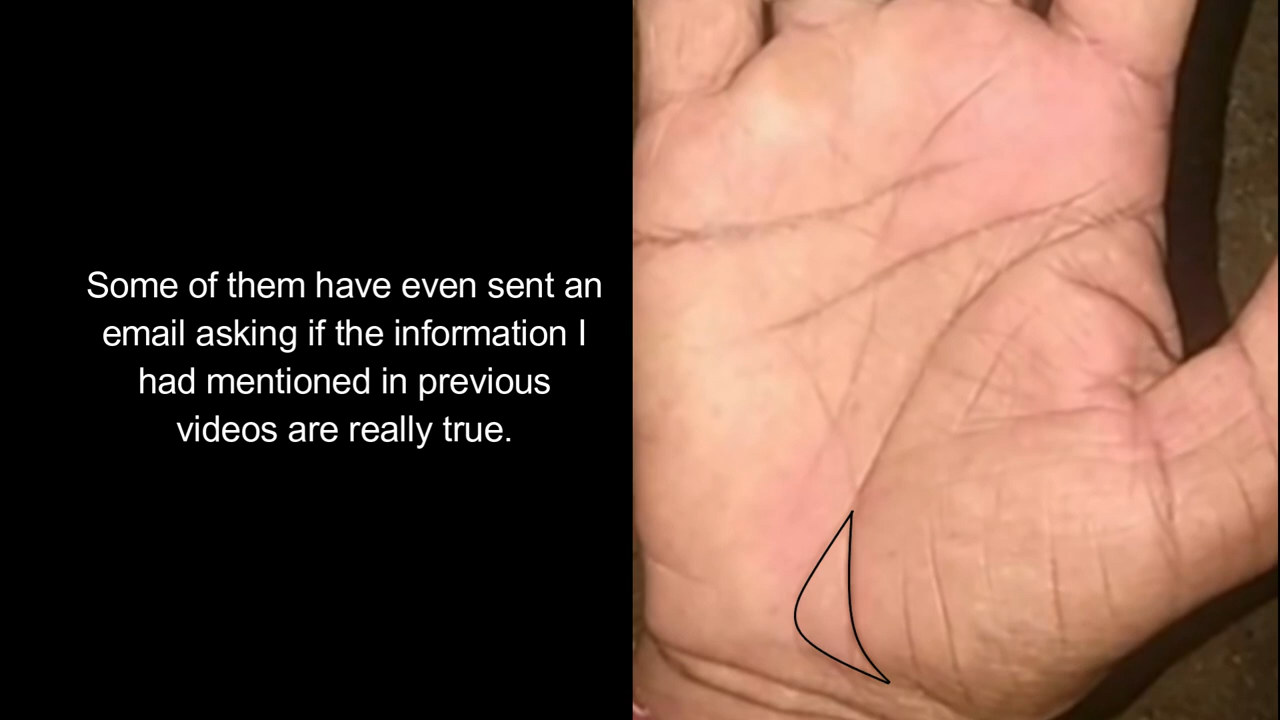 Some of them have even sent an
email asking if the information I
had mentioned in previous
videos are really true.